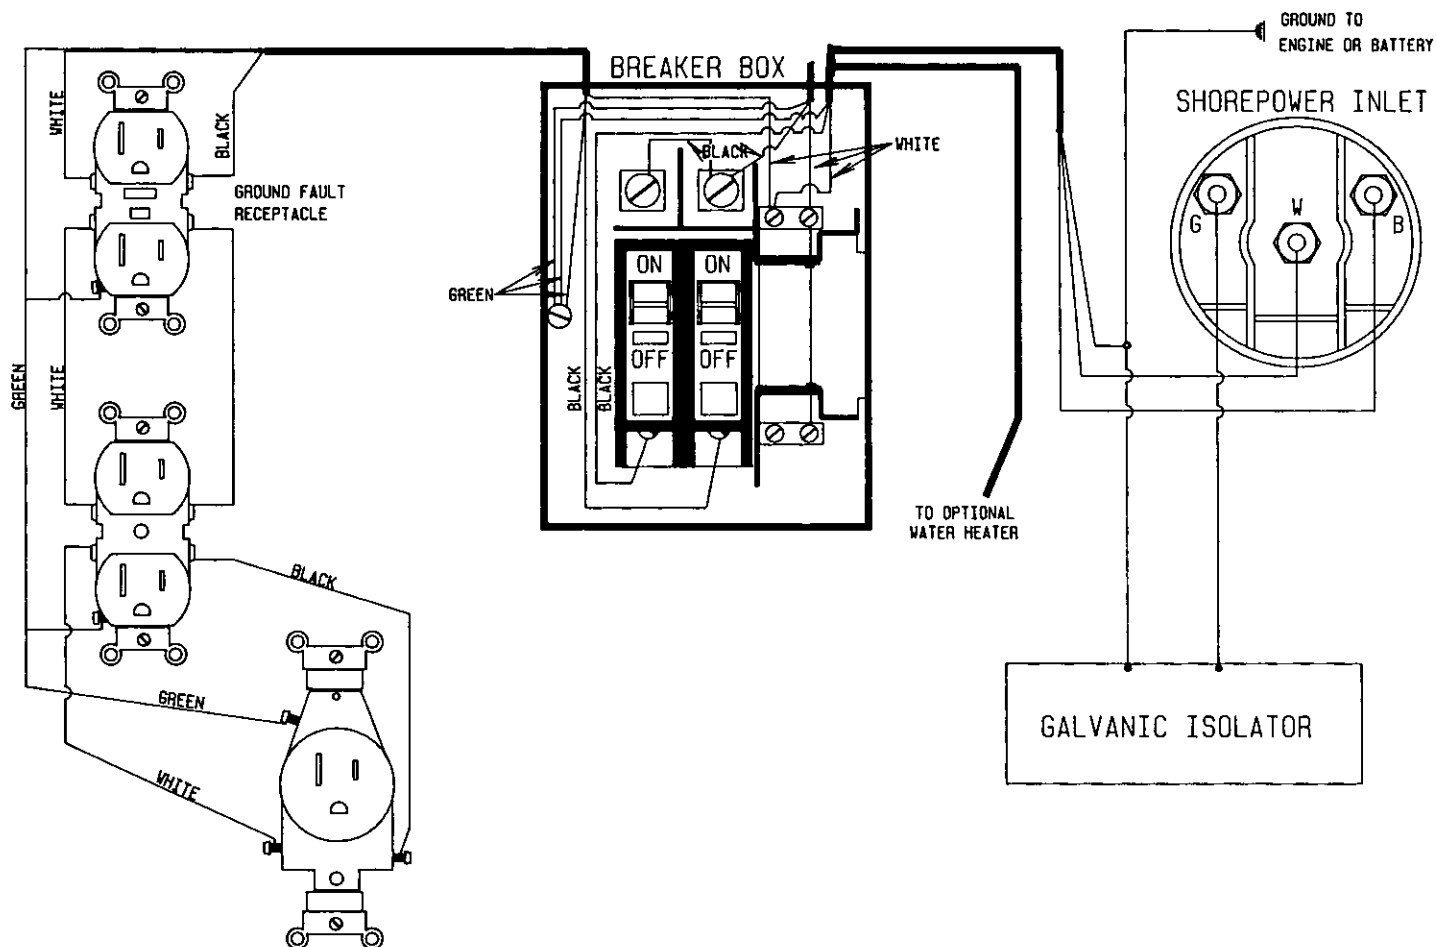 GROUND TO
ENGINE OR BATTERY
BREAKER BOX
SHOREPOWER INLET
WHITE
BLACK
BLACK
WHITE
GROUND FAULT
RECEPTACLE
G
W
B
ON
ON
GREEN
OFF
OFF
GREEN
WHITE
BLACK
BLACK
TO OPTIONAL
WATER HEATER
BLACK
GREEN
GALVANIC ISOLATOR
WHITE